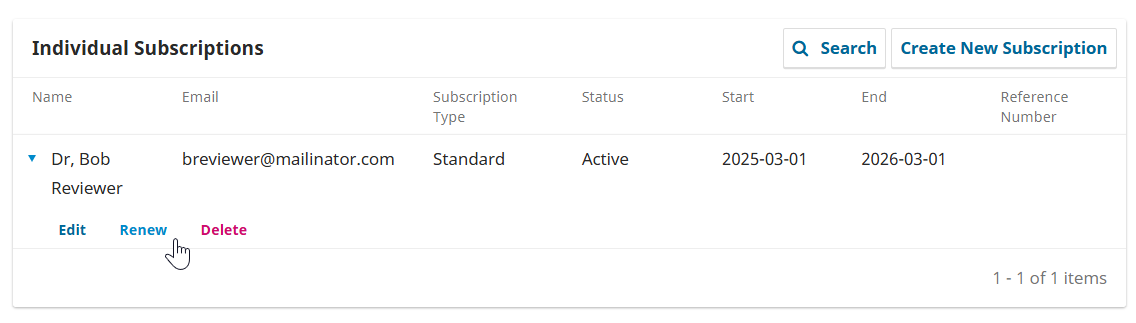 Individual Subscriptions
Search
Create New Subscription
Name
Email
Subscription
Type
Status
Start
End
Reference
Number
Dr, Bob
Reviewer
breviewer@mailinator.com
Standard
Active
2025-03-01
2026-03-01
Edit
Renew
Delete
1 - 1 of 1 items